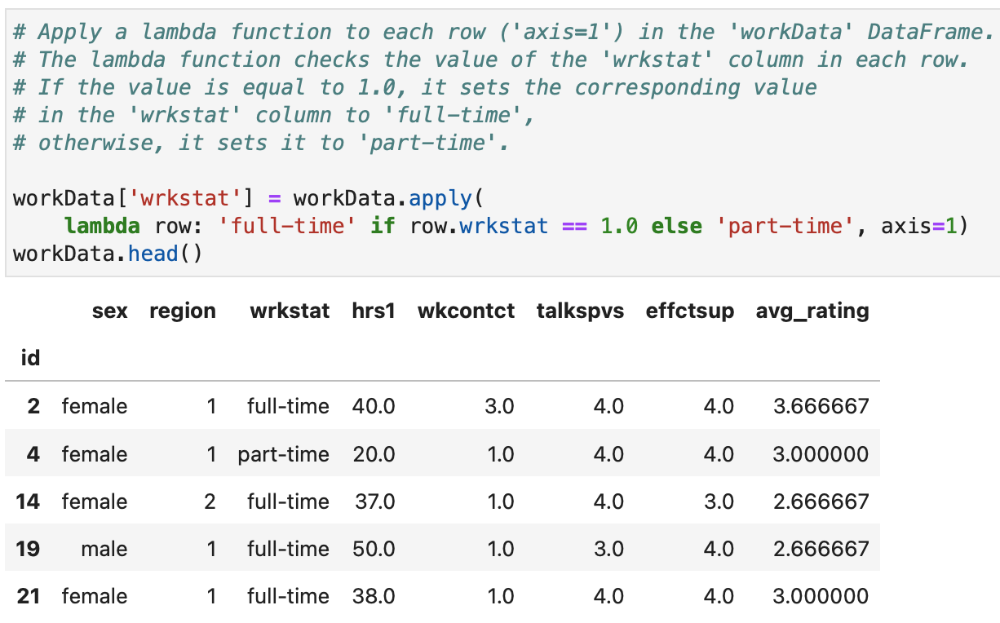 # Apply a lambda function to each row ('axis=1') in the 'workData' DataFrame.
# The lambda function checks the value of the 'wrkstat' column in each row.
# If the value is equal to 1.0, it sets the corresponding value
# in the 'wrkstat' column to 'full-time',
# otherwise, it sets it to 'part-time'.
workData['wrkstat'] = workData.apply(
    lambda row: 'full-time' if row.wrkstat == 1.0 else 'part-time', axis=1)
workData.head()
sex region wrkstat hrs1 wkcontct talkspvs effctsup avg_rating
id
2 female 1 full-time 40.0 3.0 4.0 4.0 3.666667
4 female 1 part-time 20.0 1.0 4.0 4.0 3.000000
14 female 2 full-time 37.0 1.0 4.0 3.0 2.666667
19 male 1 full-time 50.0 1.0 3.0 4.0 2.666667
21 female 1 full-time 38.0 1.0 4.0 4.0 3.000000